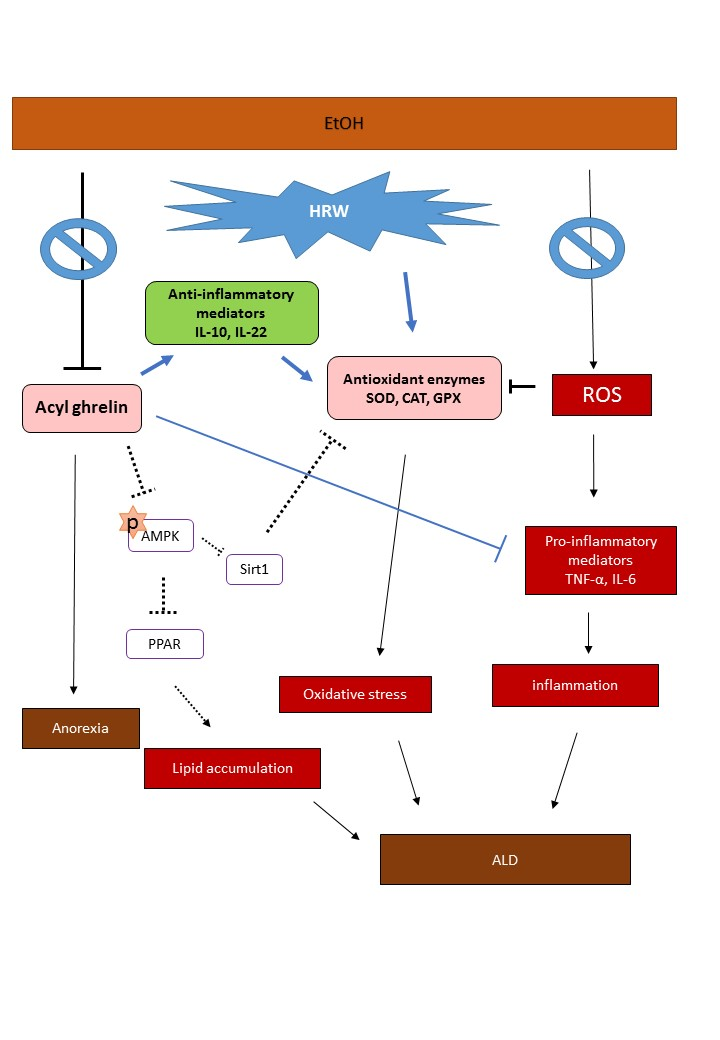 EtOH
HRW
Anti-inflammatory
mediators
IL-10, IL-22
Antioxidant enzymes
SOD, CAT, GPX
ROS
Acyl ghrelin
p
AMPK
Sirt1
Pro-inflammatory
mediators
TNF-α, IL-6
PPAR
Oxidative stress
inflammation
Anorexia
Lipid accumulation
ALD